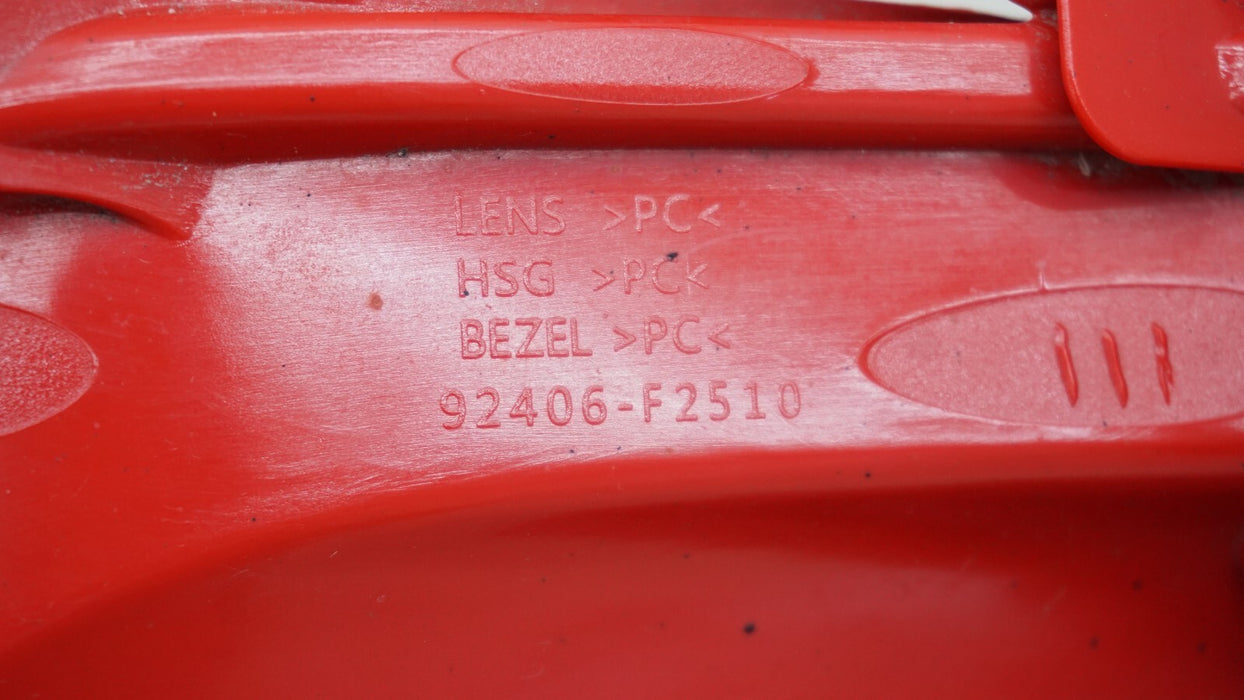 LENS >PC<
HSG >PC<
BEZEL >PC<
92406-F2510